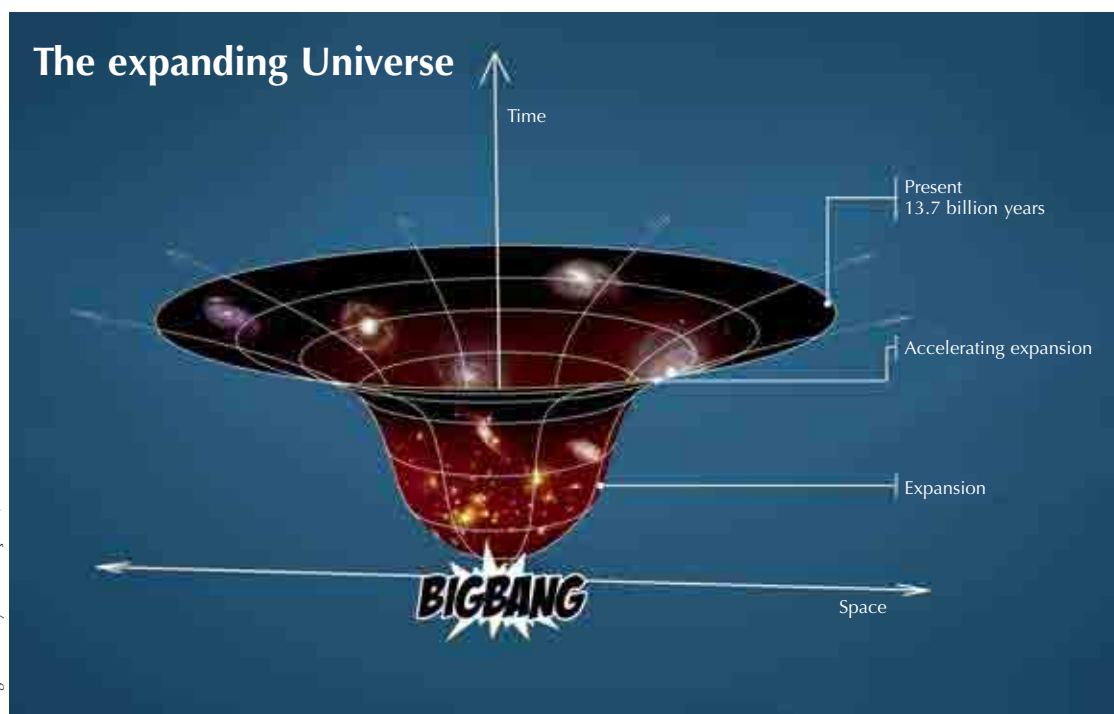 The expanding Universe
Time
Present
13.7 billion years
Accelerating expansion
Expansion
BIGBANG
Space